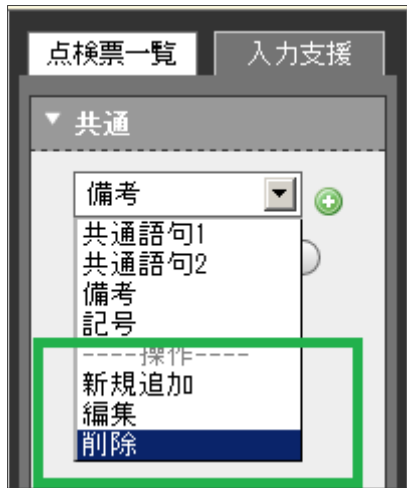 点検票一覧 入力支援
▼ 共通
備考
共通語句1
共通語句2
備考
記号
----操作----
新規追加
編集
削除